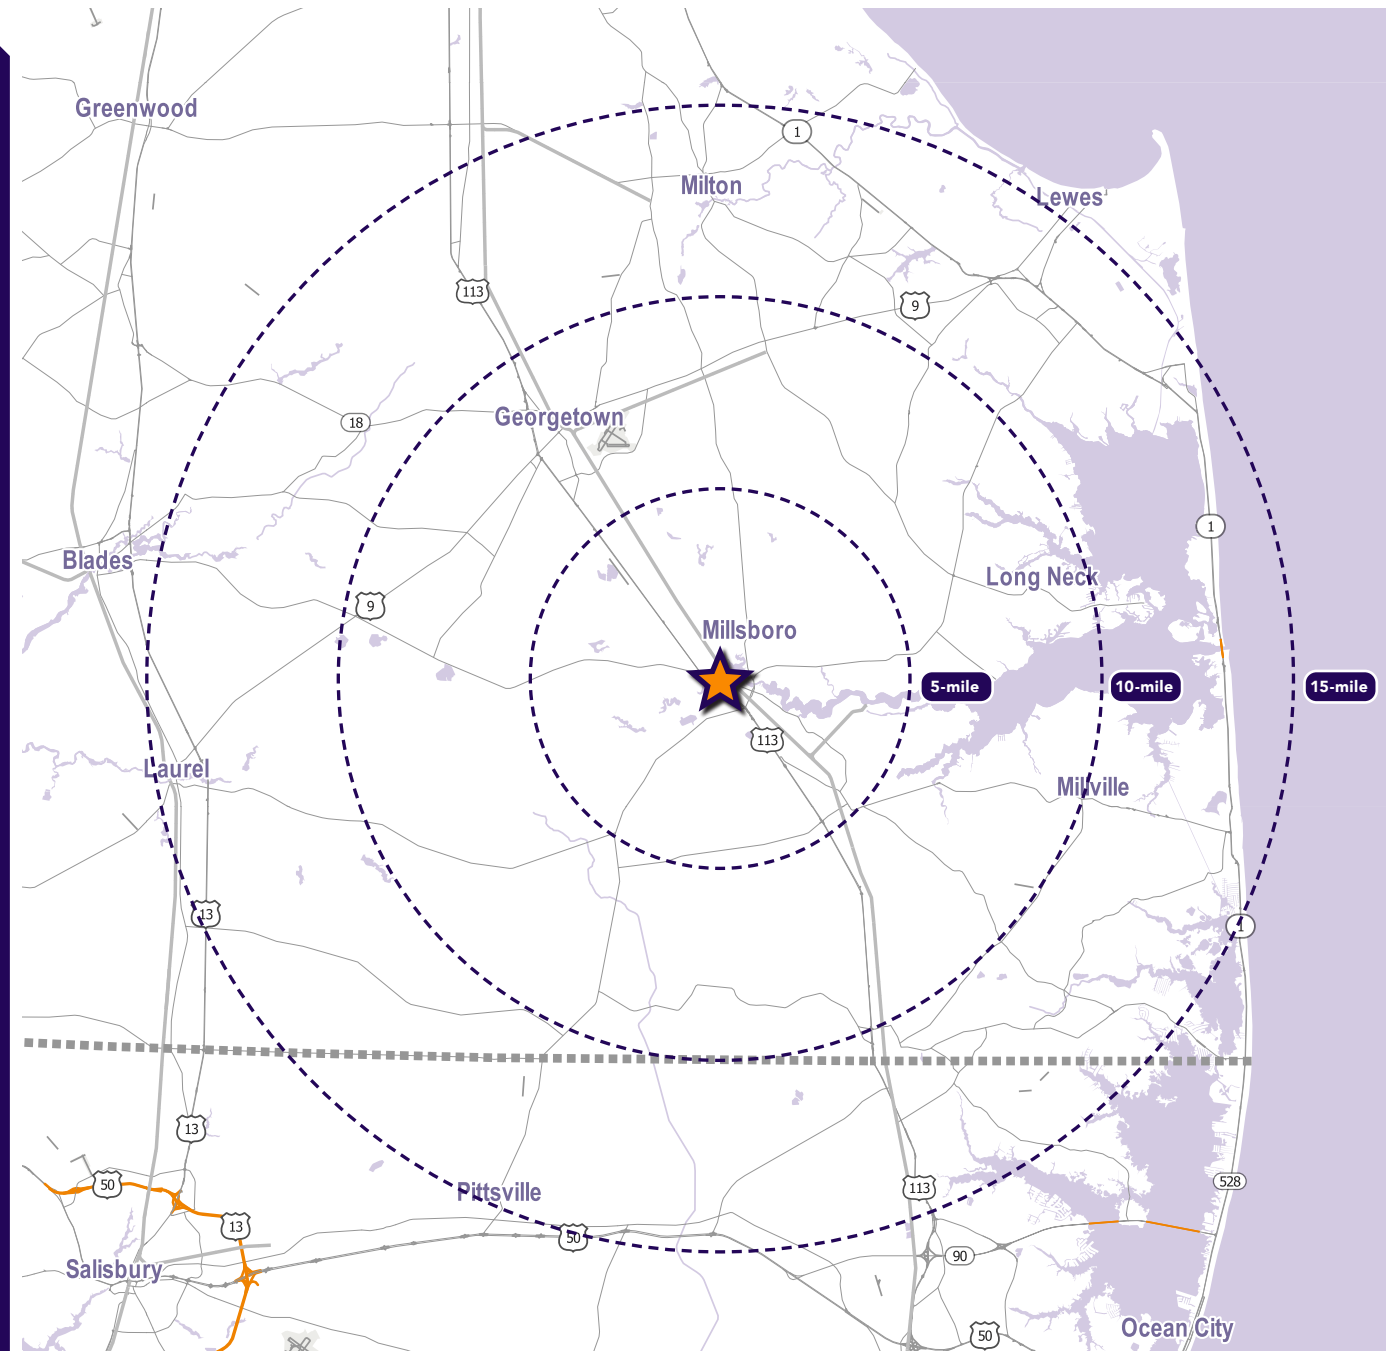 Greenwood
1
Milton
Lewes
113
9
Georgetown
18
1
Blades
Long Neck
9
Millsboro
5-mile
10-mile
15-mile
113
Laurel
Millville
13
1
13
50
Pittsville
113
528
13
50
90
Salisbury
Ocean City
50